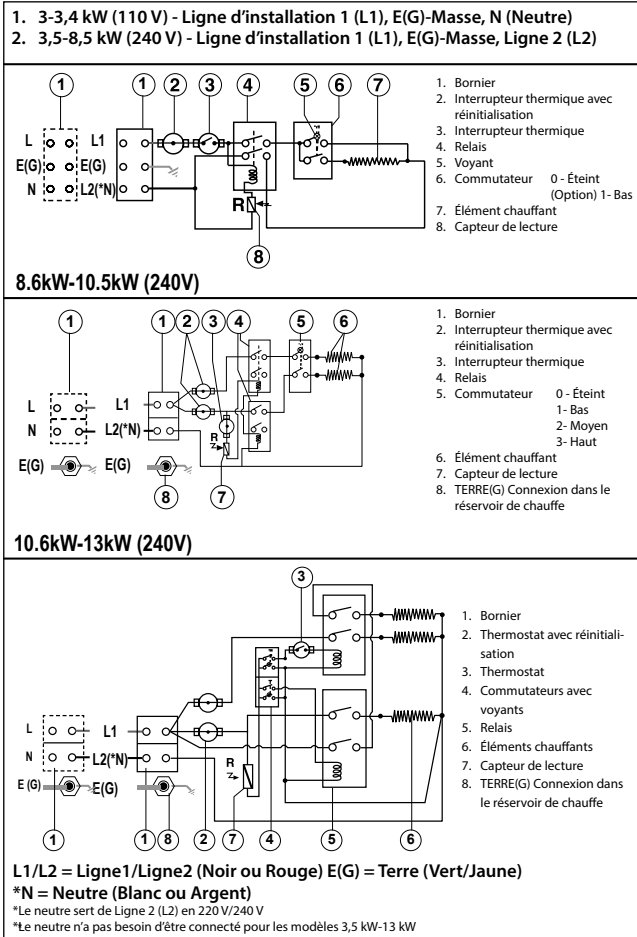 1. 3-3,4 kW (110 V) - Ligne d'installation 1 (L1), E(G)-Masse, N (Neutre)
2. 3,5-8,5 kW (240 V) - Ligne d'installation 1 (L1), E(G)-Masse, Ligne 2 (L2)
1 1 2 3 4 5 6 7
L L1
E(G) E(G)
N L2(*N)
R
8
1. Bornier
2. Interrupteur thermique avec
réinitialisation
3. Interrupteur thermique
4. Relais
5. Voyant
6. Commutateur 0 - Éteint
(Option) 1- Bas
7. Élément chauffant
8. Capteur de lecture
8.6kW-10.5kW (240V)
1 1 2 3 4 5 6
L L1
N L2(*N)
R
E(G) E(G)
8 7
1. Bornier
2. Interrupteur thermique avec
réinitialisation
3. Interrupteur thermique
4. Relais
5. Commutateur 0 - Éteint
1- Bas
2- Moyen
3- Haut
6. Élément chauffant
7. Capteur de lecture
8. TERRE(G) Connexion dans le
réservoir de chauffe
10.6kW-13kW (240V)
3
L L1
N L2(*N)
R
E (G) E(G)
1 1 8 2 7 4 5 6
1. Bornier
2. Thermostat avec réinitiali-
sation
3. Thermostat
4. Commutateurs avec
voyants
5. Relais
6. Éléments chauffants
7. Capteur de lecture
8. TERRE(G) Connexion dans
le réservoir de chauffe
L1/L2 = Ligne1/Ligne2 (Noir ou Rouge) E(G) = Terre (Vert/Jaune)
*N = Neutre (Blanc ou Argent)
*Le neutre sert de Ligne 2 (L2) en 220 V/240 V
*Le neutre n'a pas besoin d'être connecté pour les modèles 3,5 kW-13 kW